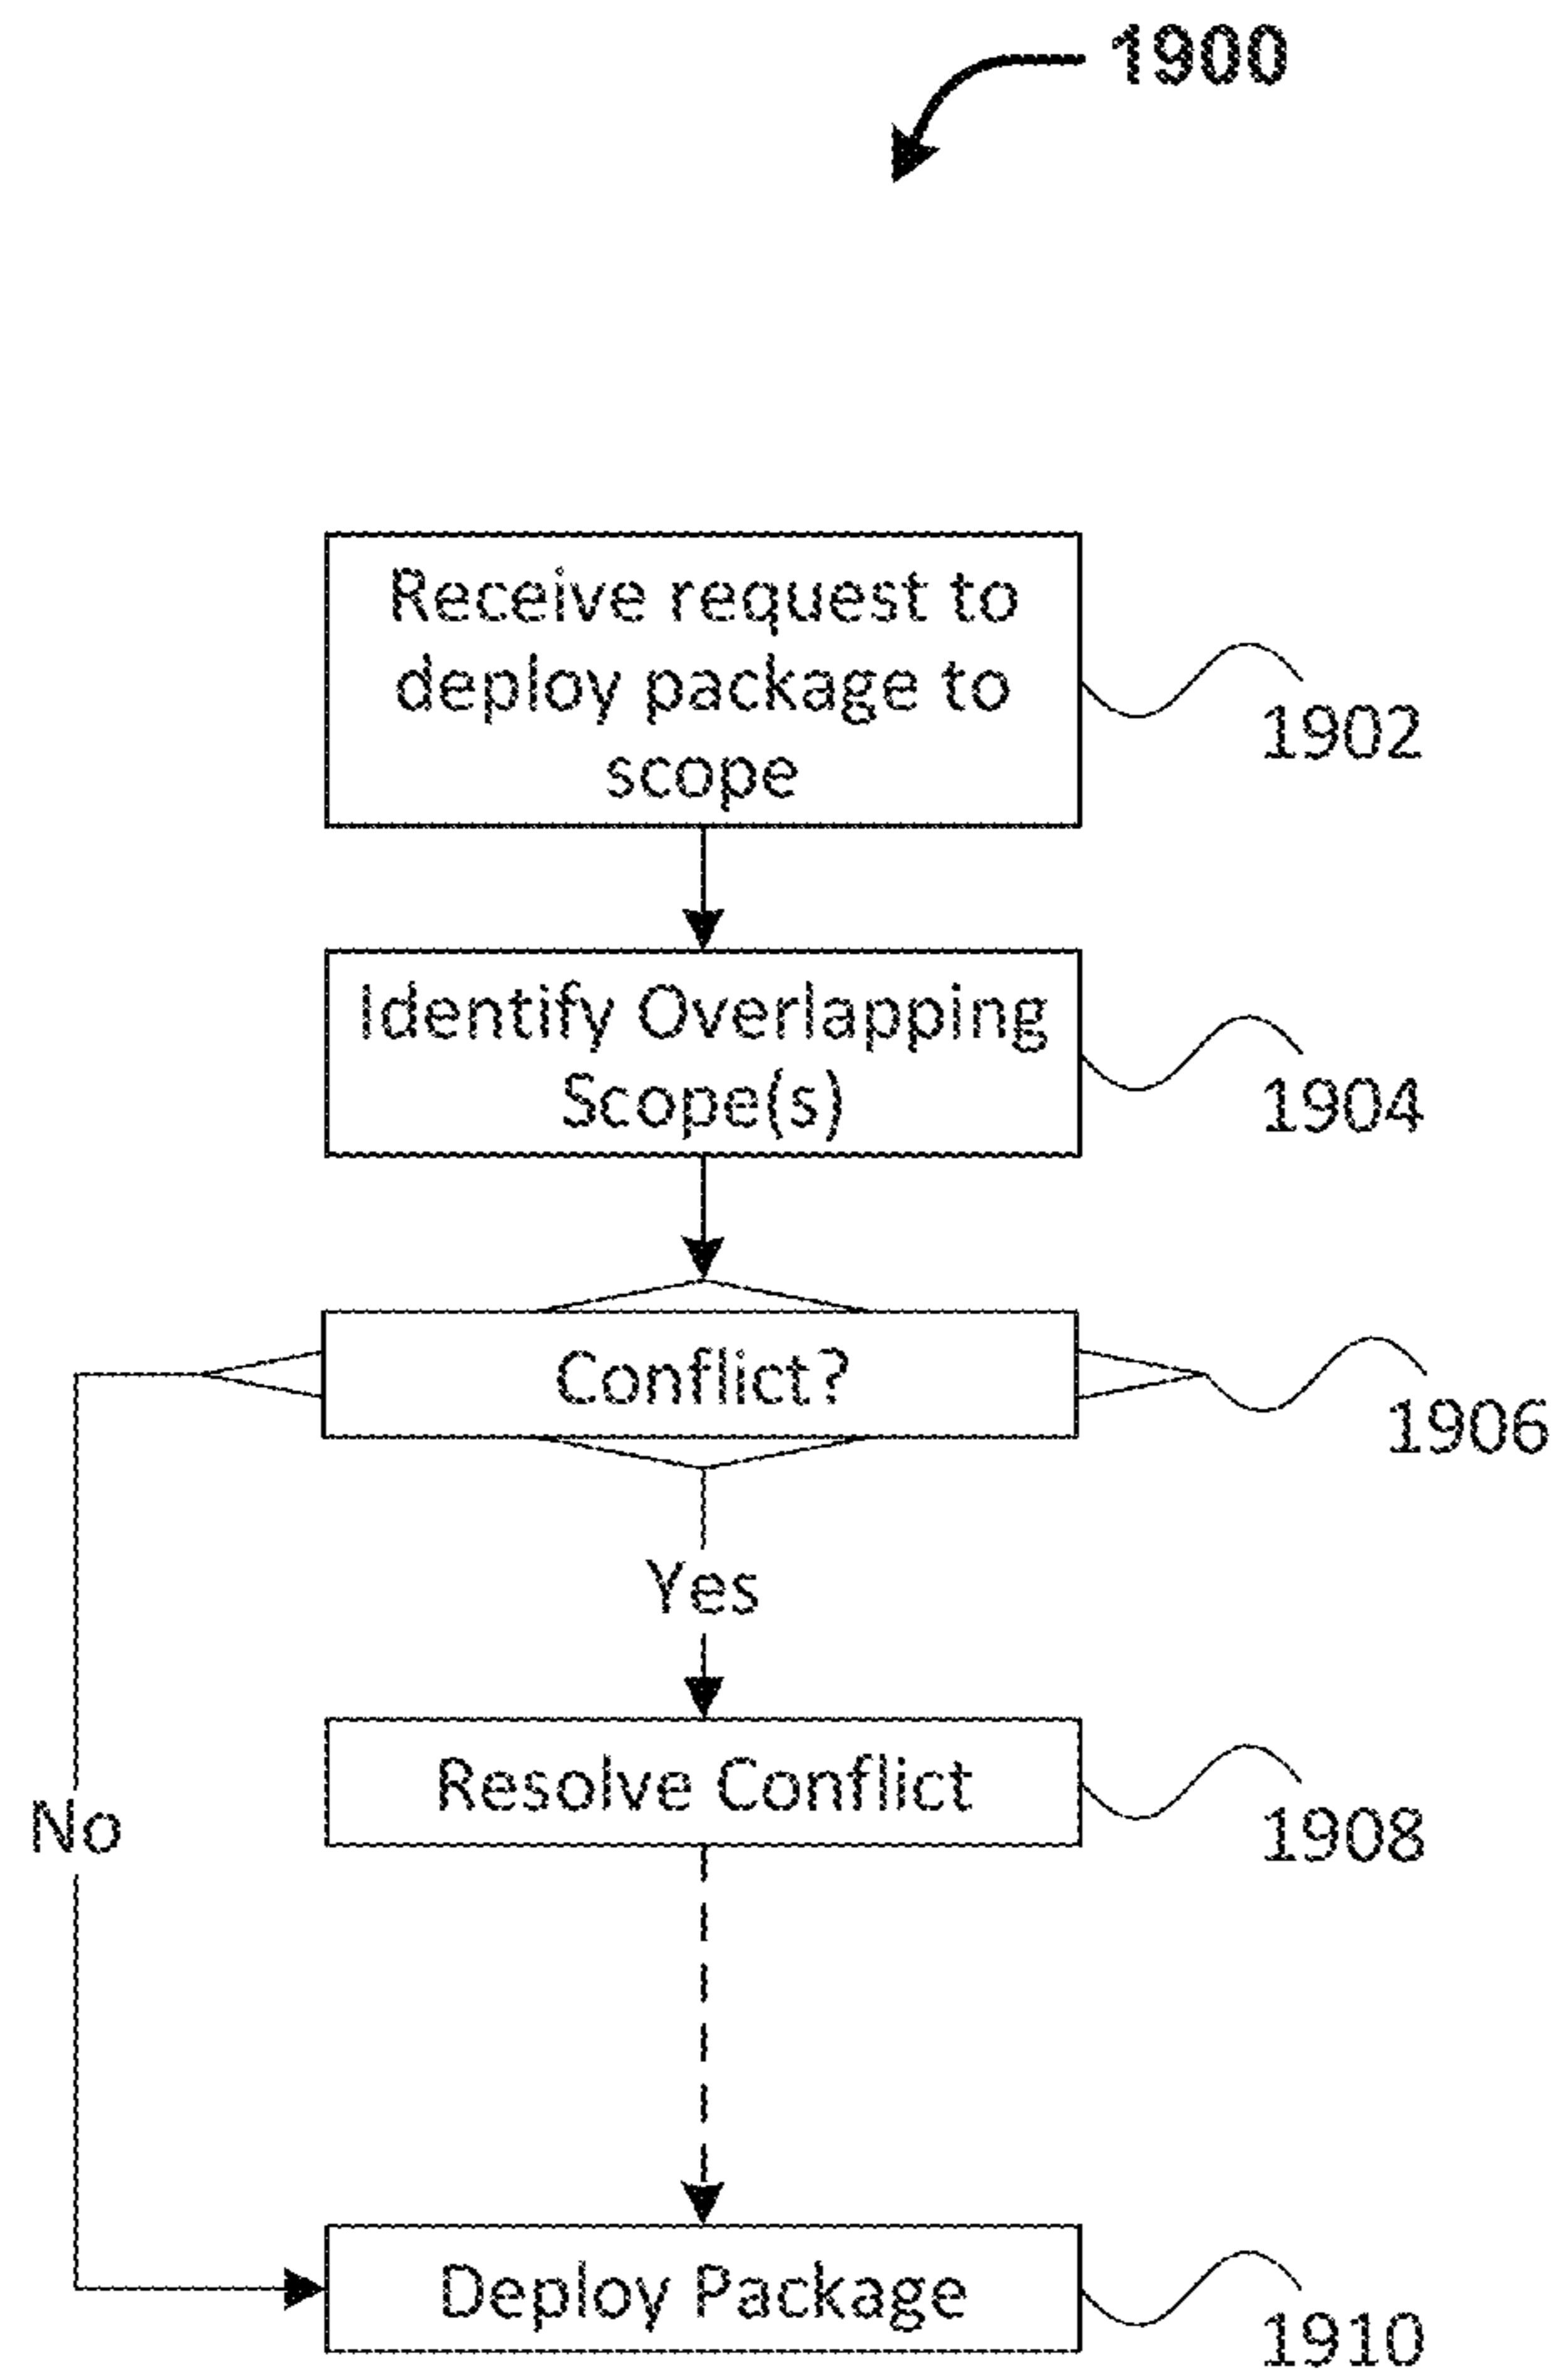 1900
Receive request to
deploy package to
scope
1902
Identify Overlapping
Scope(s)
1904
Conflict?
1906
Yes
Resolve Conflict
No
1908
Deploy Package
1910